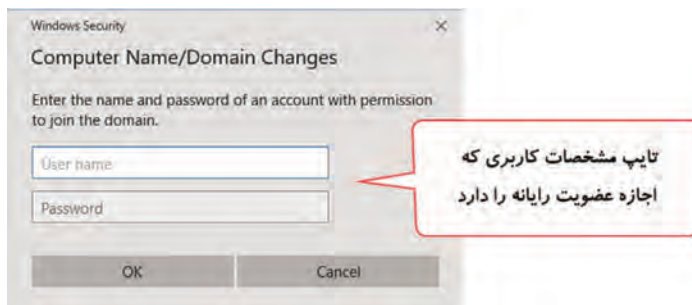 Windows Security
Computer Name/Domain Changes
Enter the name and password of an account with permission
to join the domain.
User name
Password
OK
Cancel
تایپ مشخصات کاربری که
اجازه عضویت رایانه را دارد